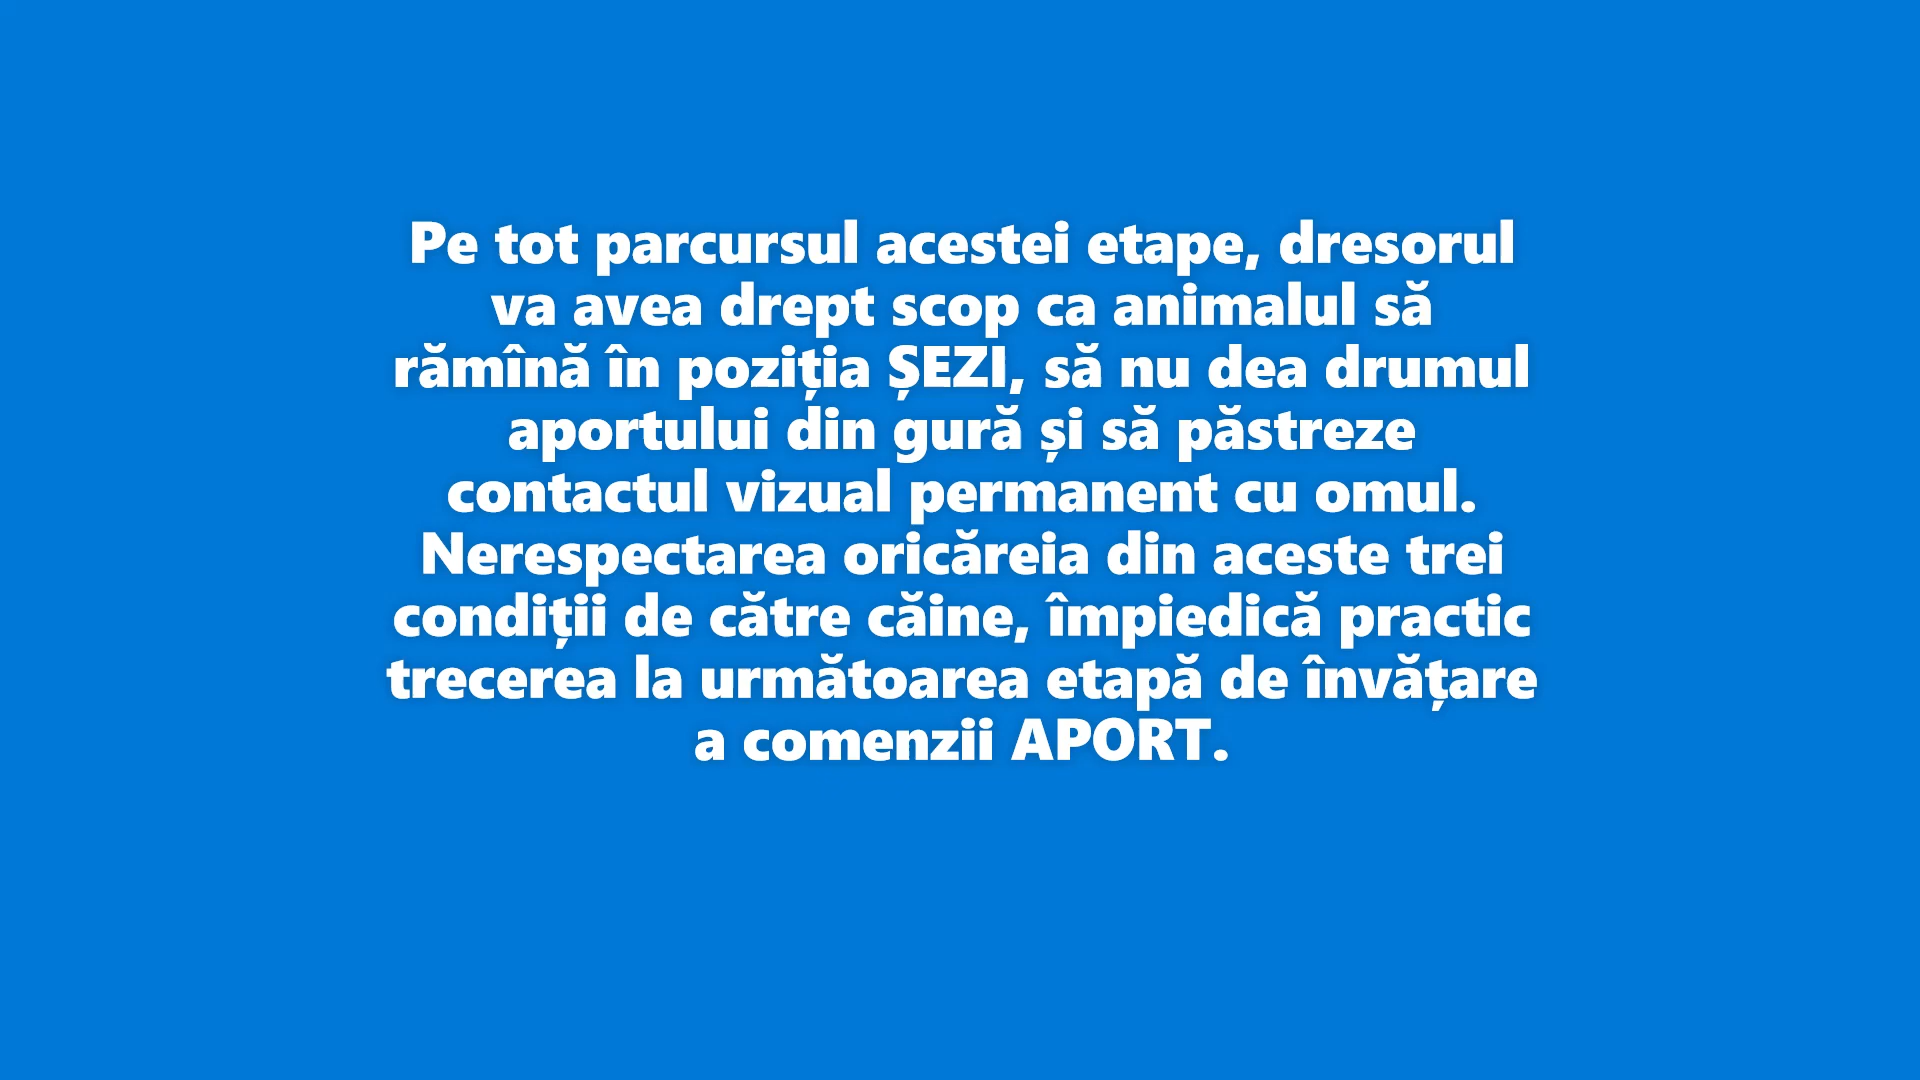 Pe tot parcursul acestei etape, dresorul
va avea drept scop ca animalul să
rămînă în poziția ȘEZI, să nu dea drumul
aportului din gură și să păstreze
contactul vizual permanent cu omul.
Nerespectarea oricăreia din aceste trei
condiții de către căine, împiedică practic
trecerea la următoarea etapă de învățare
a comenzii APORT.